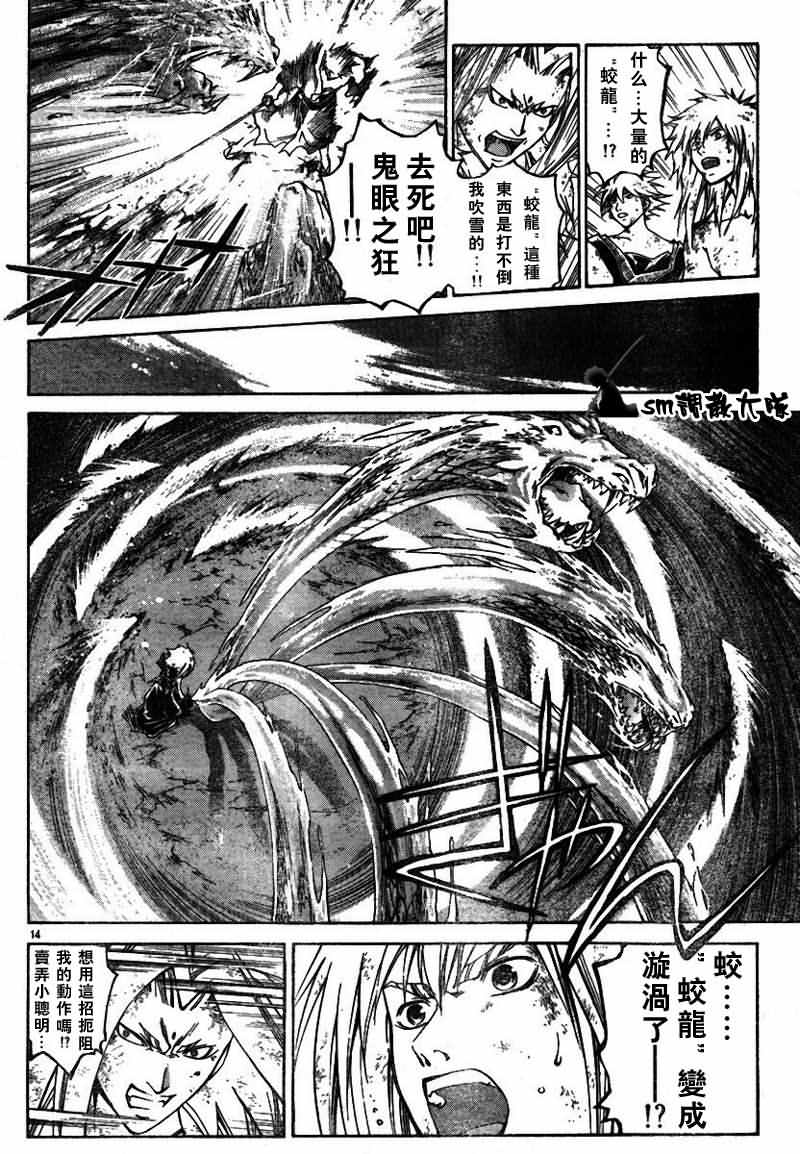 什么…大量的
“蛟龍”…!?
“蛟龍”這種
東西是打不倒
我吹雪的…!!
去死吧!!
鬼眼之狂
——!!
sm調教大隊
蛟……
“蛟龍”變成
漩渦了——!?
想用這招扼阻
我的動作嗎!?
賣弄小聰明…
14